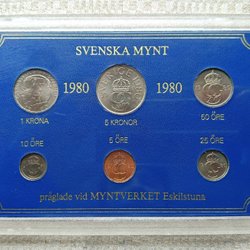 SVENSKA MYNT
1980 1980
1 KRONA 5 KRONOR 50 ÖRE
10 ÖRE 5 ÖRE 25 ÖRE
präglade vid MYNTVERKET Eskilstuna